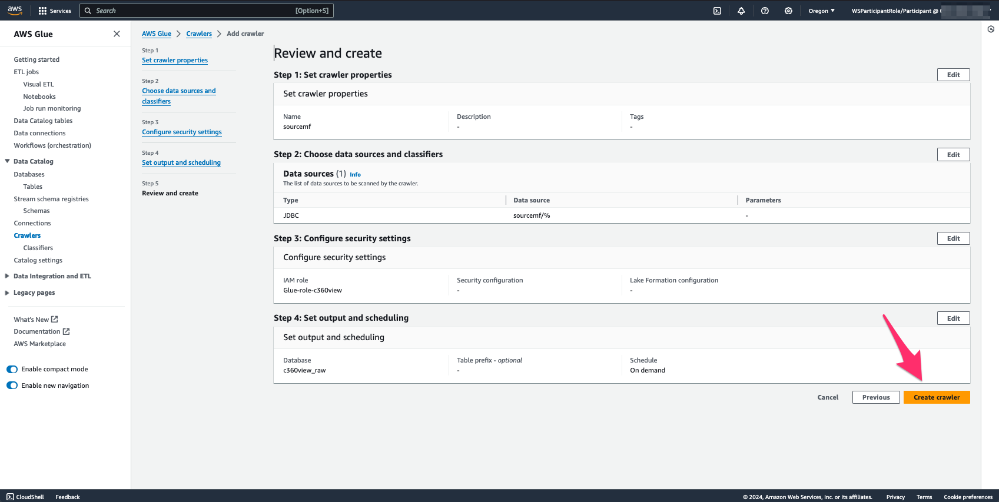 aws
Services
Search
[Option+S]
Oregon
WSParticipantRole/Participant @
AWS Glue
Getting started
ETL jobs
Visual ETL
Notebooks
Job run monitoring
Data Catalog tables
Data connections
Workflows (orchestration)
Data Catalog
Databases
Tables
Stream schema registries
Schemas
Connections
Crawlers
Classifiers
Catalog settings
Data Integration and ETL
Legacy pages
What's New
Documentation
AWS Marketplace
Enable compact mode
Enable new navigation
AWS Glue
Crawlers
Add crawler
Step 1
Set crawler properties
Step 2
Choose data sources and
classifiers
Step 3
Configure security settings
Step 4
Set output and scheduling
Step 5
Review and create
Review and create
Step 1: Set crawler properties
Edit
Set crawler properties
Name
sourcemf
Description
-
Tags
-
Step 2: Choose data sources and classifiers
Edit
Data sources (1) Info
The list of data sources to be scanned by the crawler.
Type
Data source
Parameters
JDBC
sourcemf/%
-
Step 3: Configure security settings
Edit
Configure security settings
IAM role
Glue-role-c360view
Security configuration
-
Lake Formation configuration
-
Step 4: Set output and scheduling
Edit
Set output and scheduling
Database
c360view_raw
Table prefix - optional
-
Schedule
On demand
Cancel
Previous
Create crawler
CloudShell
Feedback
© 2024, Amazon Web Services, Inc. or its affiliates.
Privacy
Terms
Cookie preferences